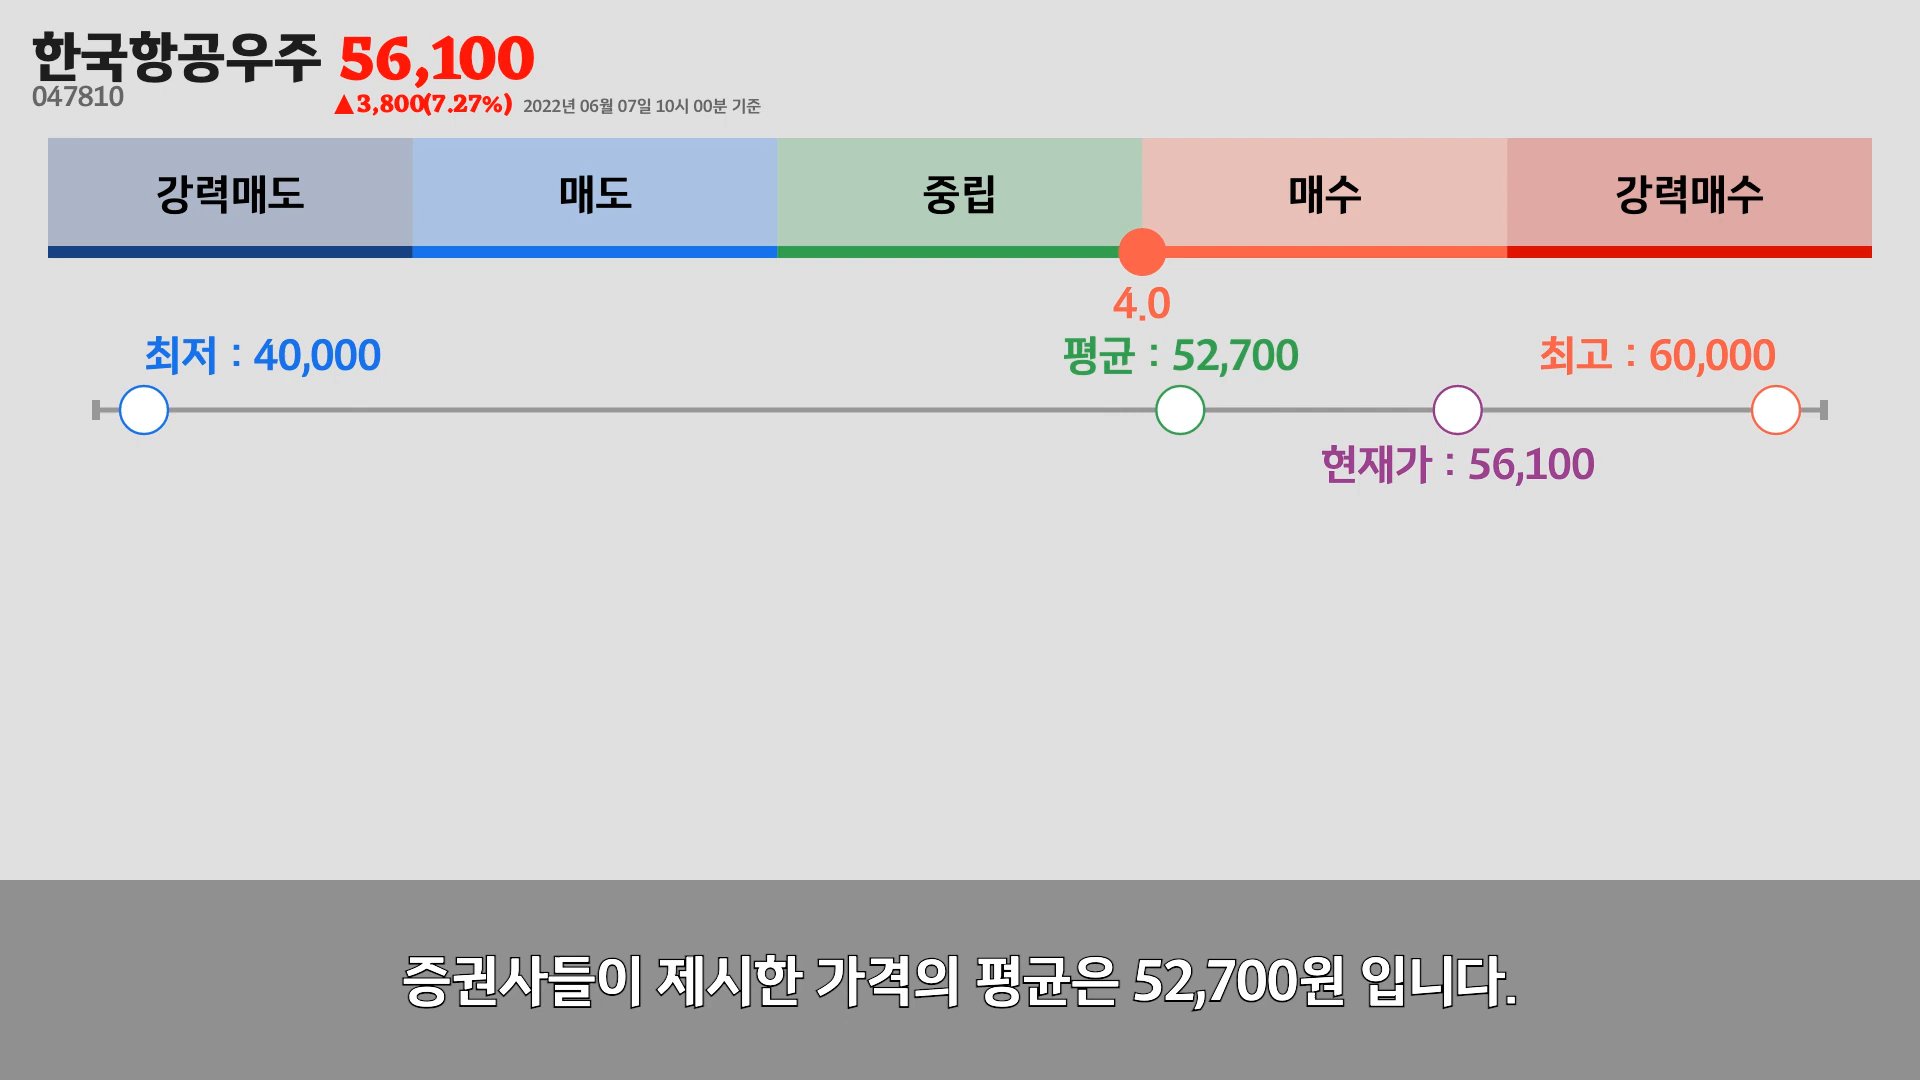 한국항공우주 56,100
047810 ▲3,800(7.27%) 2022년 06월 07일 10시 00분 기준
강력매도 매도 중립 매수 강력매수
4.0
최저 : 40,000 평균 : 52,700 최고 : 60,000
현재가 : 56,100
증권사들이 제시한 가격의 평균은 52,700원 입니다.